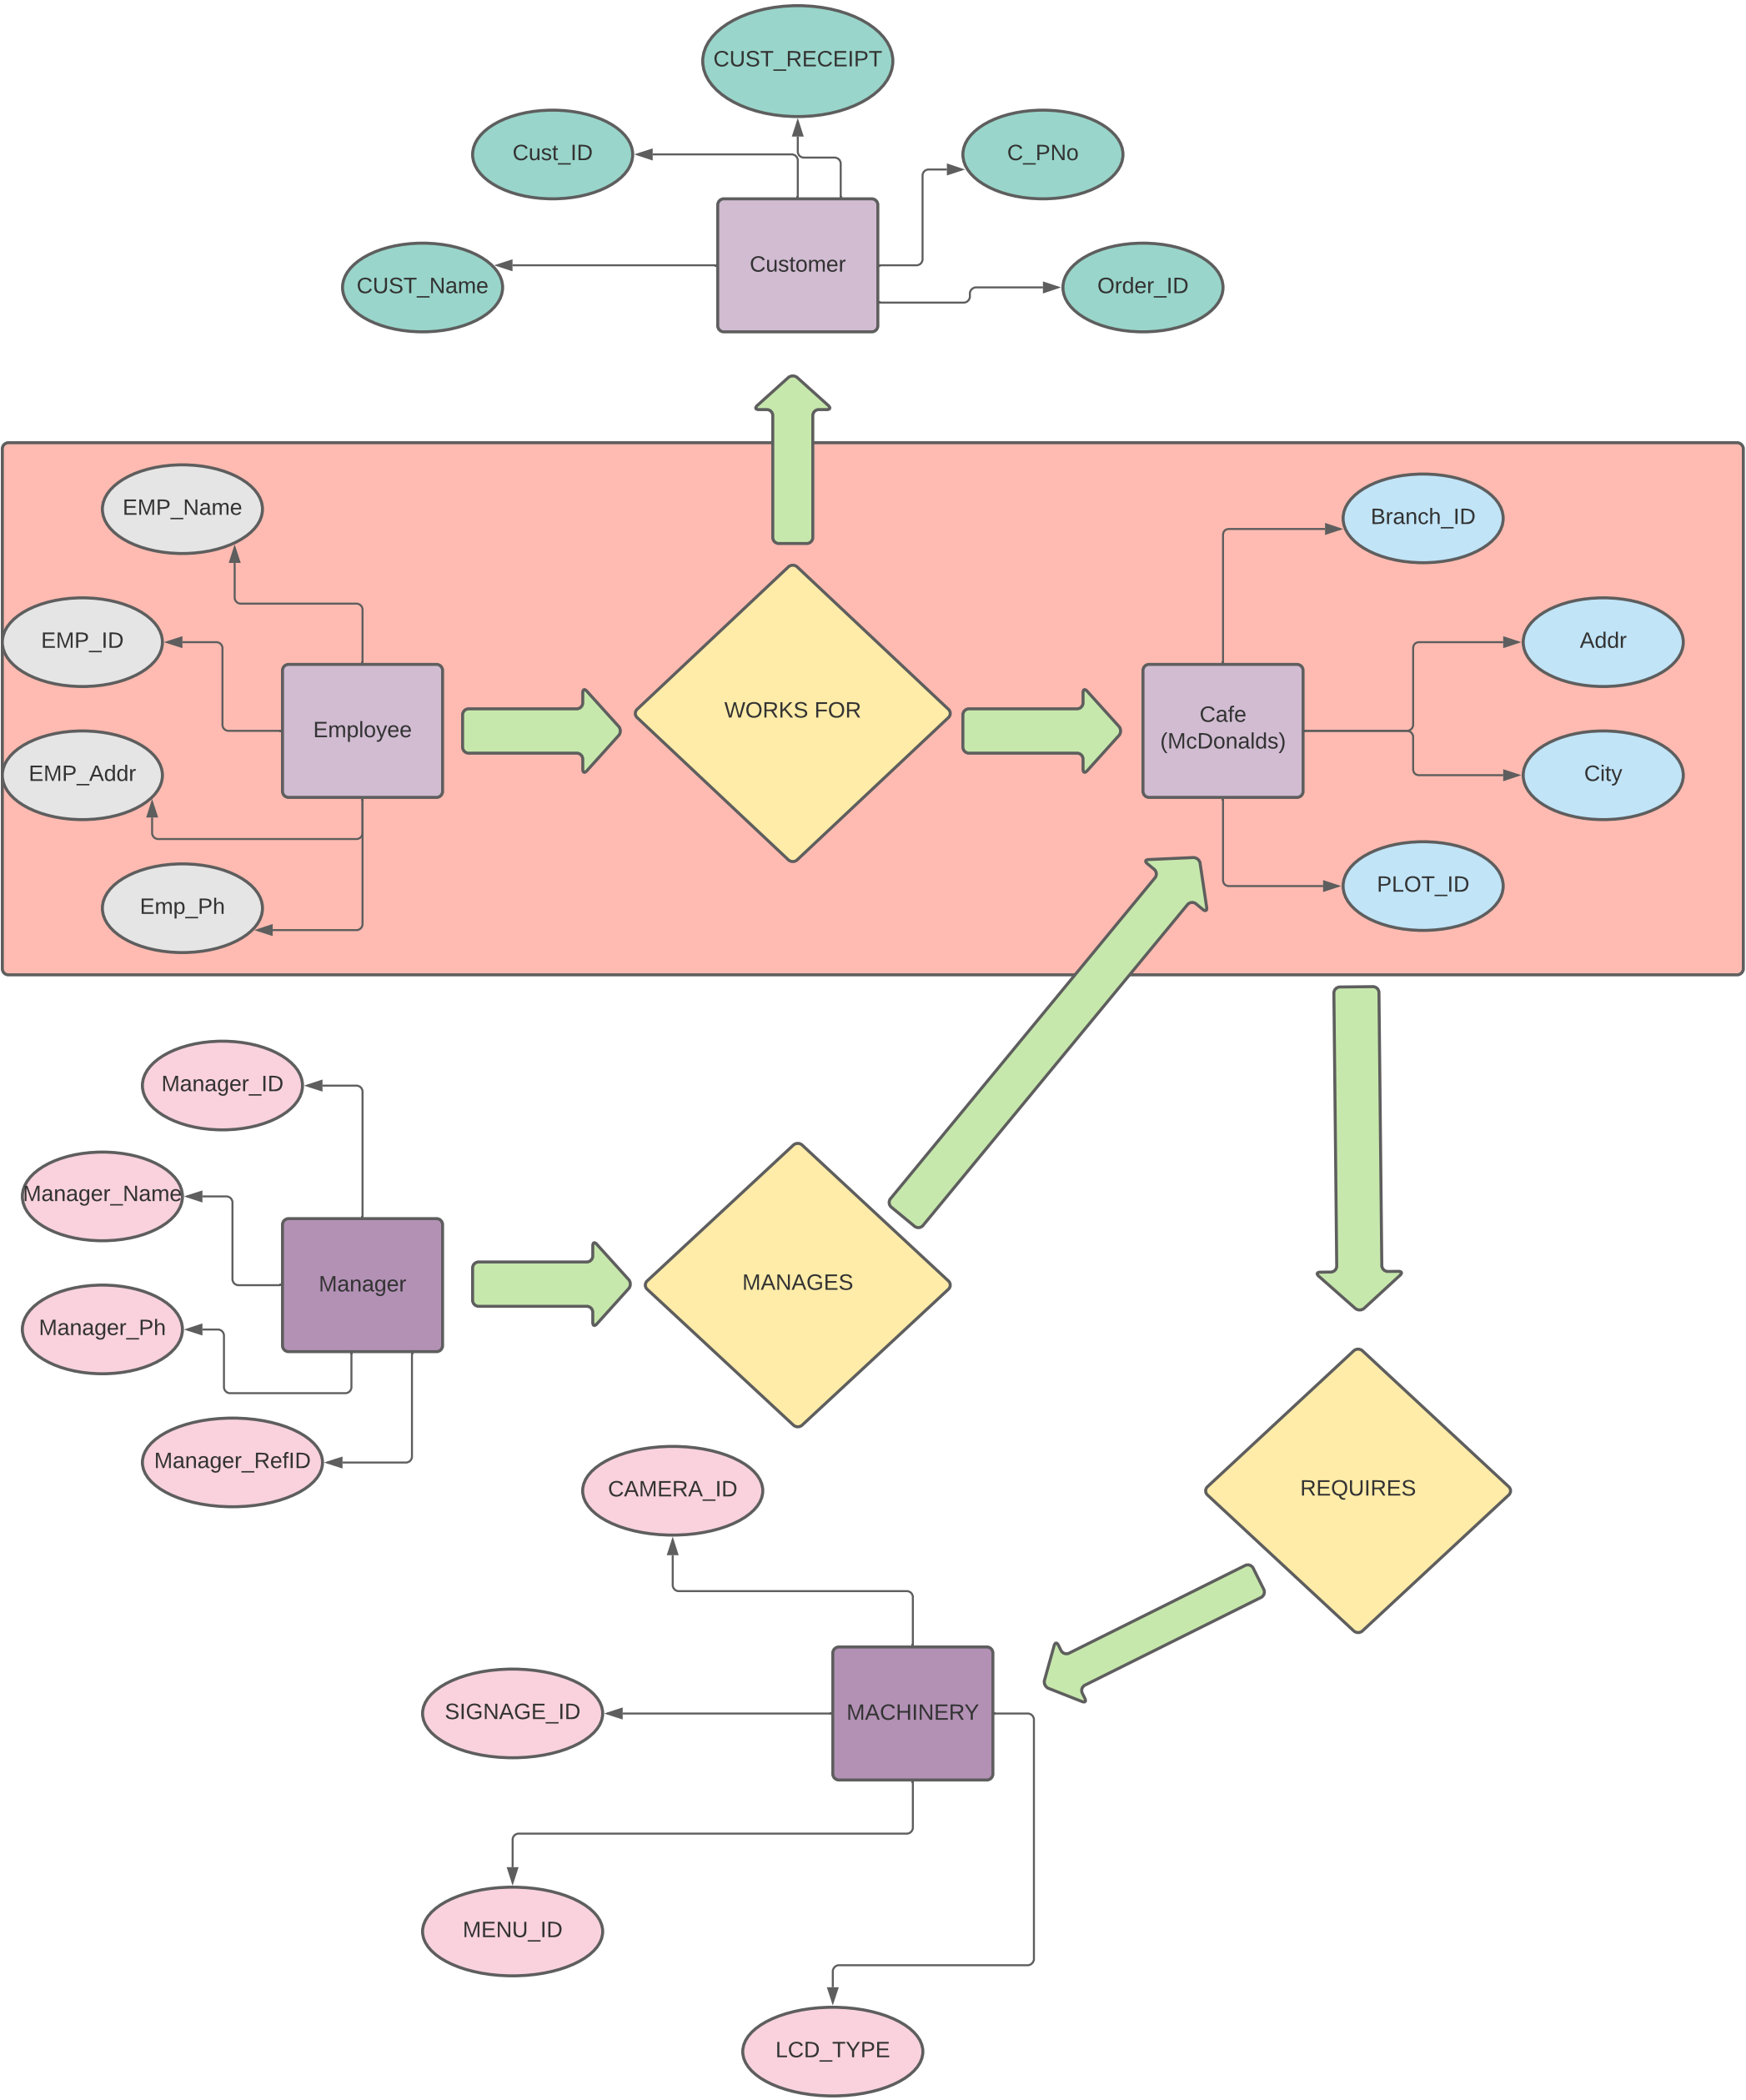 CUST_RECEIPT
Cust_ID
C_PNo
CUST_Name
Customer
Order_ID
EMP_Name
Branch_ID
EMP_ID
Addr
Employee
WORKS FOR
Cafe
(McDonalds)
EMP_Addr
City
Emp_Ph
PLOT_ID
Manager_ID
Manager_Name
Manager
MANAGES
Manager_Ph
Manager_RefID
CAMERA_ID
REQUIRES
SIGNAGE_ID
MACHINERY
MENU_ID
LCD_TYPE